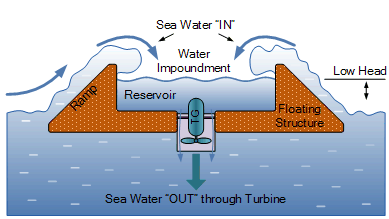 Sea Water "IN"
Water
Impoundment
Low Head
Reservoir
Ramp
TG
Floating
Structure
Sea Water "OUT" through Turbine